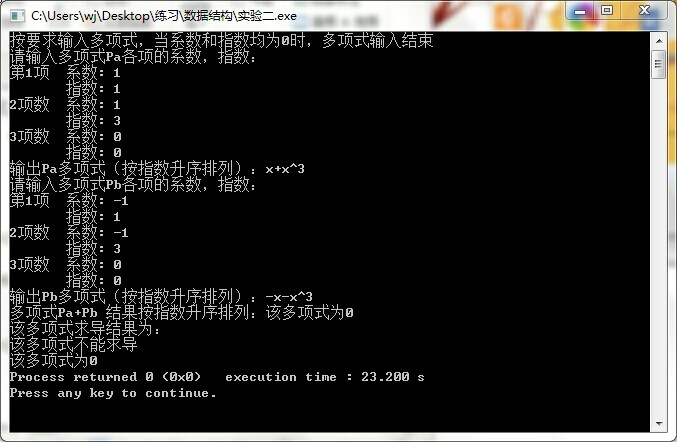 C:\Users\wj\Desktop\练习\数据结构\实验二.exe
按要求输入多项式，当系数和指数均为0时，多项式输入结束
请输入多项式Pa各项的系数，指数：
第1项 系数: 1
指数: 1
2项数 系数: 1
指数: 3
3项数 系数: 0
指数: 0
输出Pa多项式（按指数升序排列）：x+x^3
请输入多项式Pb各项的系数，指数：
第1项 系数: -1
指数: 1
2项数 系数: -1
指数: 3
3项数 系数: 0
指数: 0
输出Pb多项式（按指数升序排列）：-x-x^3
多项式Pa+Pb 结果按指数升序排列：该多项式为0
该多项式求导结果为：
该多项式不能求导
该多项式为0
Process returned 0 (0x0)   execution time : 23.200 s
Press any key to continue.